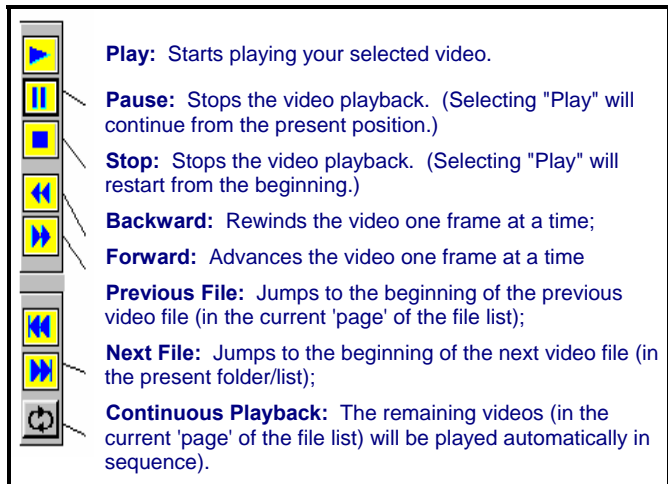 Play: Starts playing your selected video.
Pause: Stops the video playback. (Selecting "Play" will
continue from the present position.)
Stop: Stops the video playback. (Selecting "Play" will
restart from the beginning.)
Backward: Rewinds the video one frame at a time;
Forward: Advances the video one frame at a time
Previous File: Jumps to the beginning of the previous
video file (in the current 'page' of the file list);
Next File: Jumps to the beginning of the next video file (in
the present folder/list);
Continuous Playback: The remaining videos (in the
current 'page' of the file list) will be played automatically in
sequence).